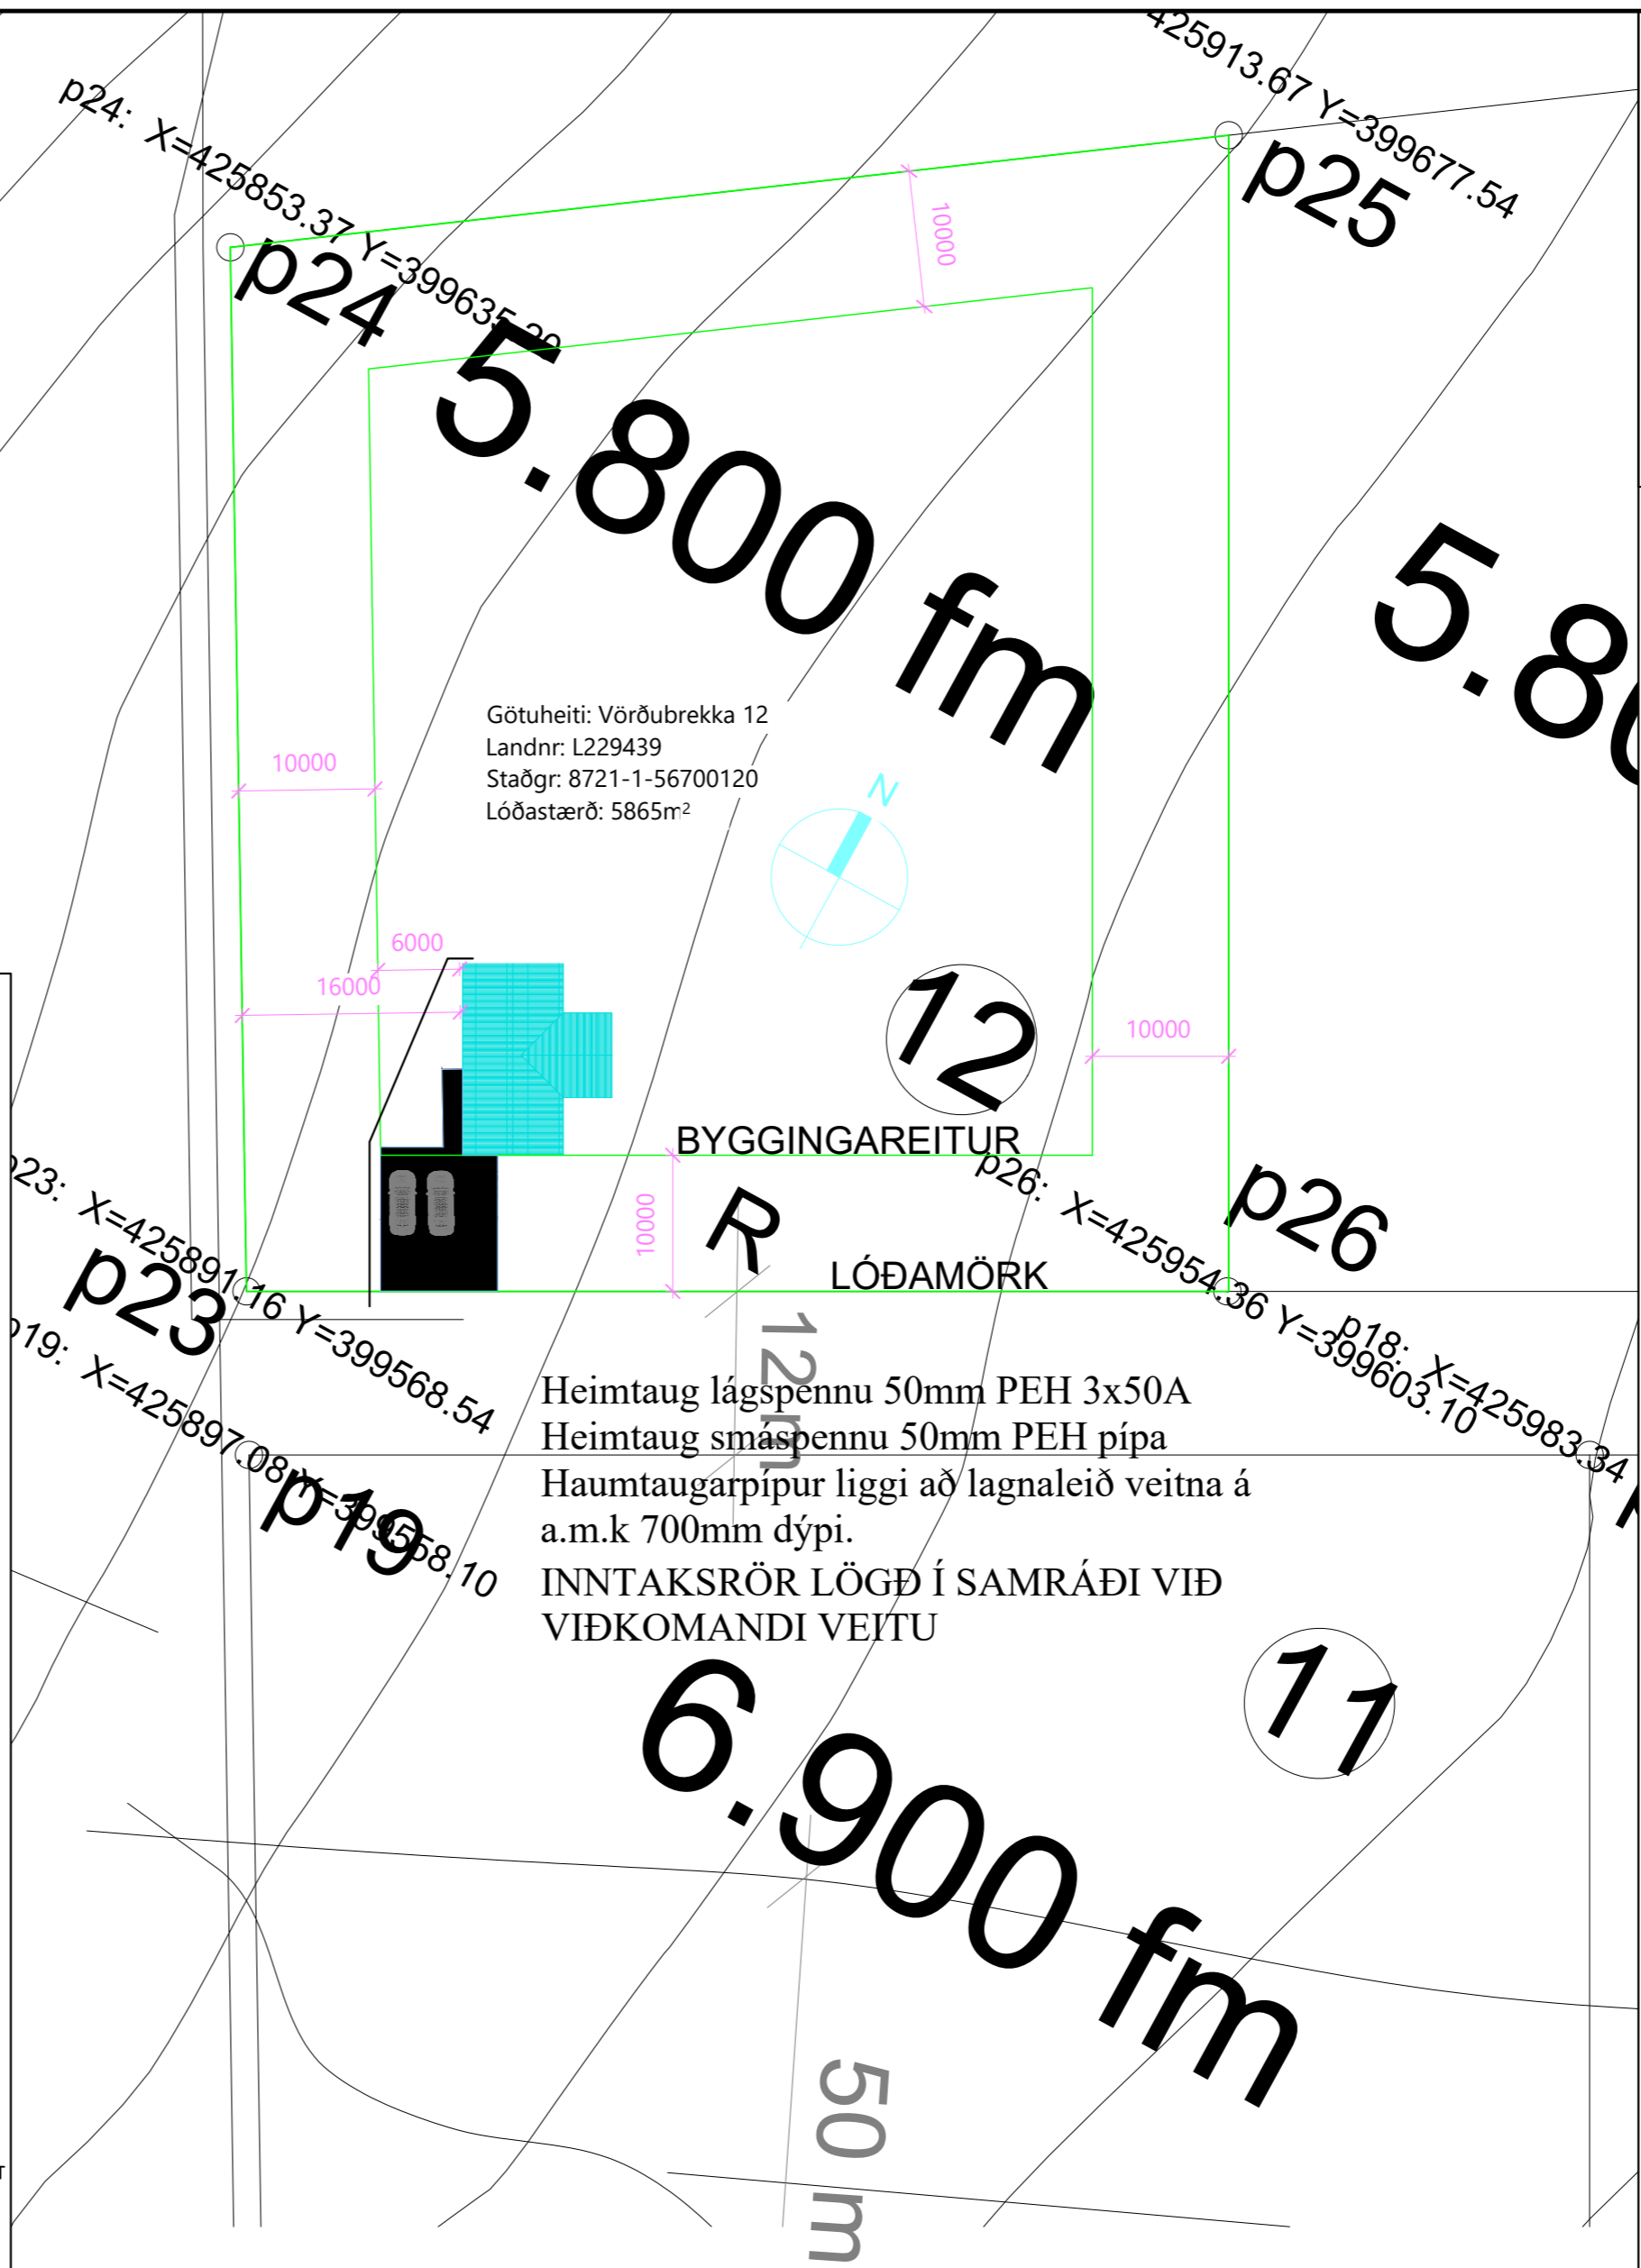 425913.67 Y=399677.54
p25
p24: X=425853.37 Y=399635.20
p24
10000
5.800 fm
5.80
Götuheiti: Vörðubrekka 12
Landnr: L229439
Staðgr: 8721-1-56700120
Lóðastærð: 5865m²
10000
N
6000
16000
12
10000
BYGGINGAREITUR
10000
R
LÓÐAMÖRK
p26: X=425954.36 Y=399603.10
p26
p23: X=425891.16 Y=399568.54
p23
p18: X=425983.34
p19: X=425897.08 Y=399558.10
p19
12m
Heimtaug lágspennu 50mm PEH 3x50A
Heimtaug smáspennu 50mm PEH pípa
Haumtaugarpípur liggi að lagnaleið veitna á
a.m.k 700mm dýpi.
INNTAKSRÖR LÖGÐ Í SAMRÁÐI VIÐ
VIÐKOMANDI VEITU
11
6.900 fm
50 m